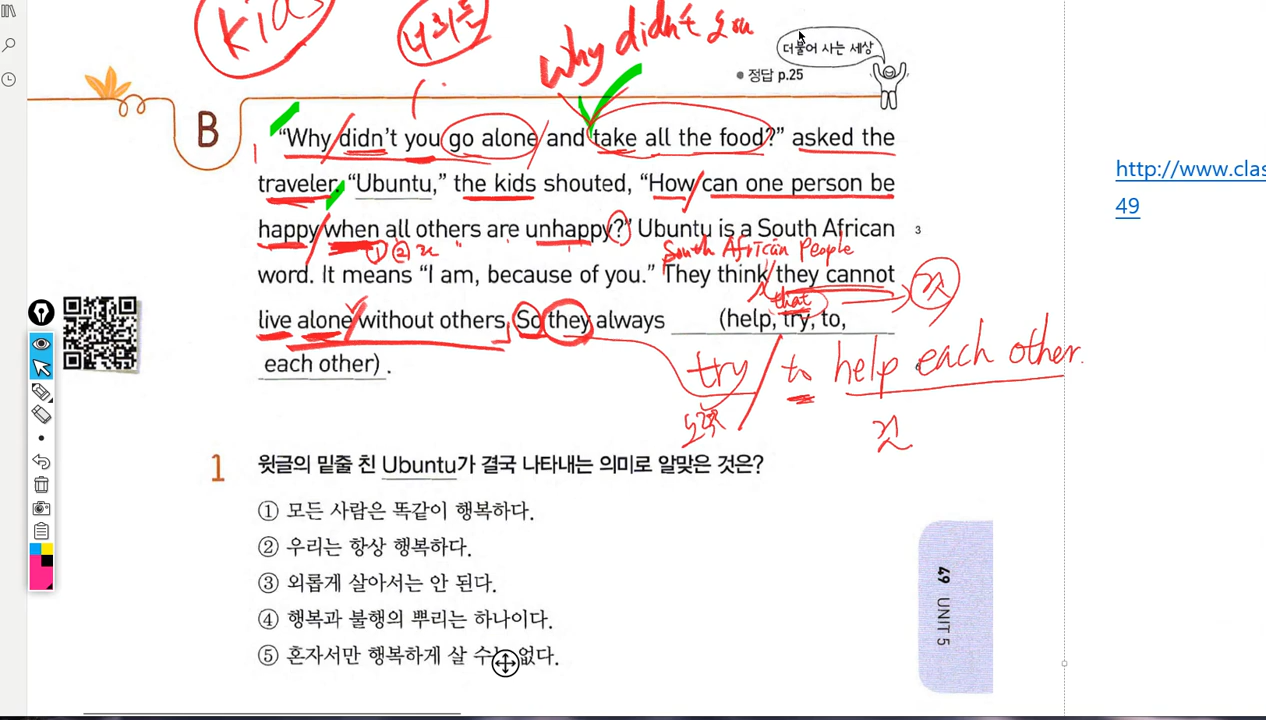 kids
너희들
Why didn't you
더불어 사는 세상
정답 p.25
B
"Why didn't you go alone and take all the food?" asked the
traveler. "Ubuntu," the kids shouted, "How can one person be
happy when all others are unhappy?" Ubuntu is a South African
3
① ②
South African People
word. It means "I am, because of you." They think they cannot
that
것
live alone without others. So they always (help, try, to,
each other).
try / to help each other.
노력
것
1 윗글의 밑줄 친 Ubuntu가 결국 나타내는 의미로 알맞은 것은?
① 모든 사람은 똑같이 행복하다.
② 우리는 항상 행복하다.
③ 외롭게 살아서는 안 된다.
④ 행복과 불행의 뿌리는 하나이다.
⑤ 혼자서만 행복하게 살 수는 없다.
49 UNIT 5
http://www.clas
49